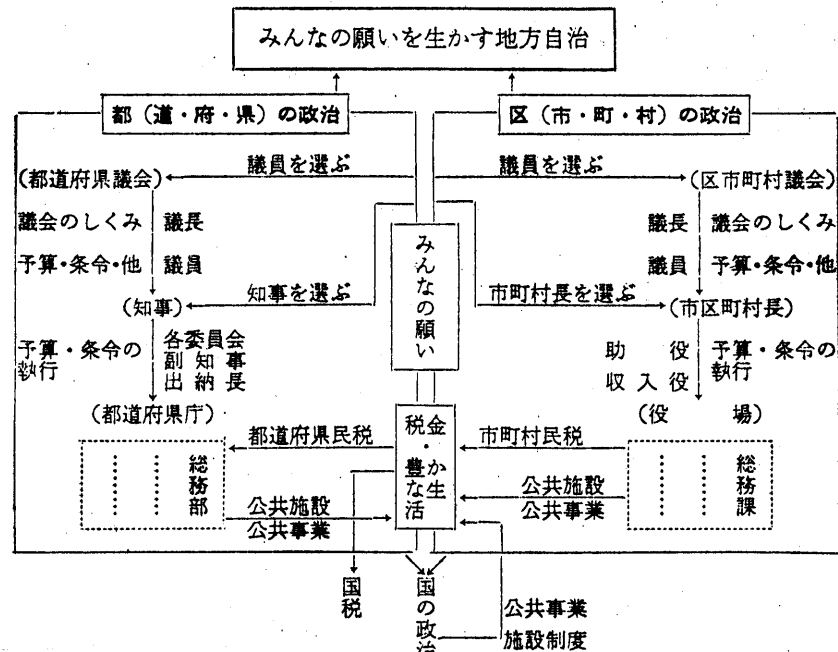 みんなの願いを生かす地方自治
都(道・府・県)の政治
区(市・町・村)の政治
議員を選ぶ
議員を選ぶ
(都道府県議会)
(区市町村議会)
議会のしくみ
議長
議長
議会のしくみ
予算・条令・他
議員
議員
予算・条令・他
みんなの願い
(知事)
知事を選ぶ
市町村長を選ぶ
(市区町村長)
予算・条令の
執行
各委員会
副知事
出納長
助役
収入役
予算・条令の
執行
(都道府県庁)
(役場)
税金・
豊かな生活
都道府県民税
市町村民税
総務部
総務課
公共施設
公共事業
公共施設
公共事業
国税
国の政治
公共事業
施設制度